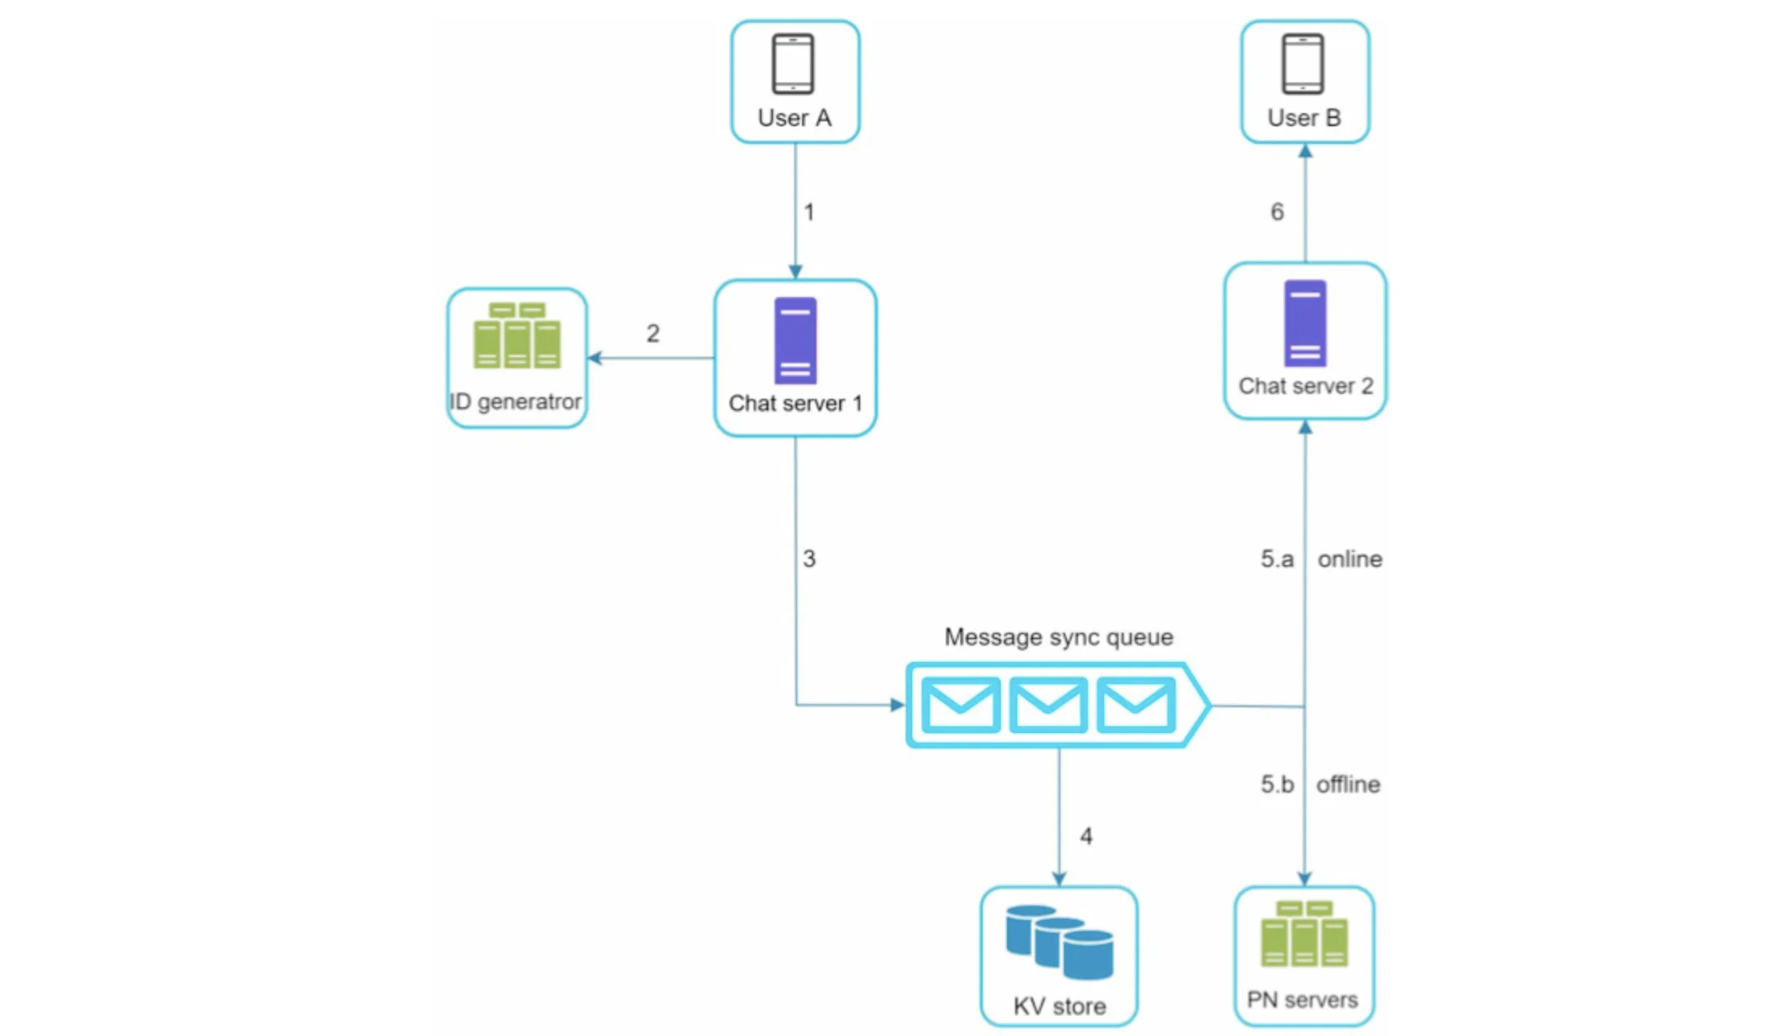 User A
User B
1
6
2
ID generatror
Chat server 1
Chat server 2
3
5.a online
Message sync queue
5.b offline
4
KV store
PN servers